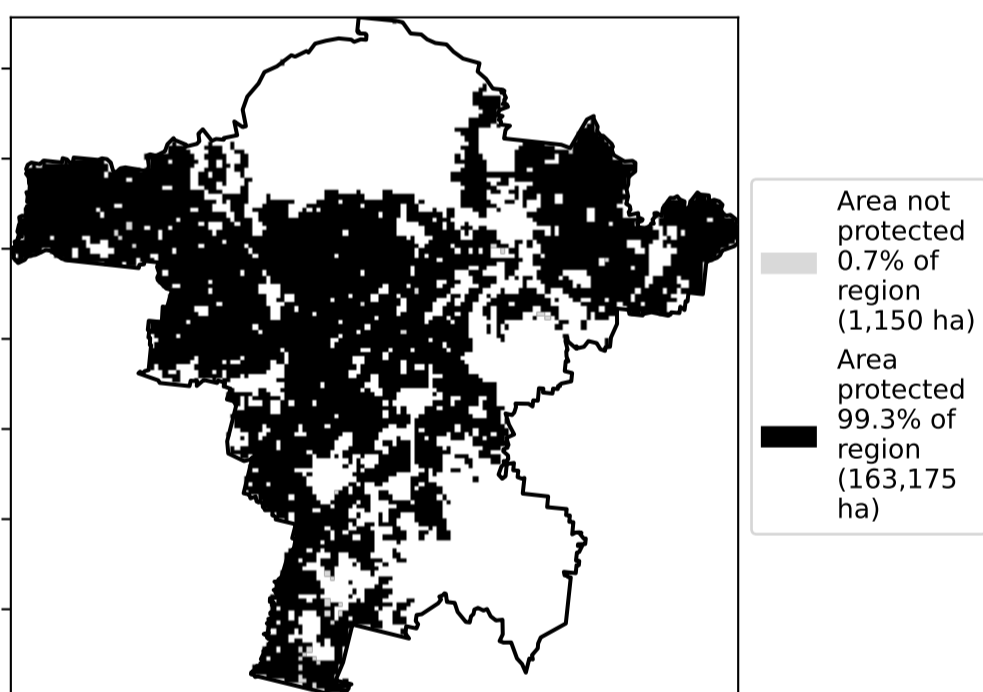 Area not
protected
0.7% of
region
(1,150 ha)
Area
protected
99.3% of
region
(163,175
ha)